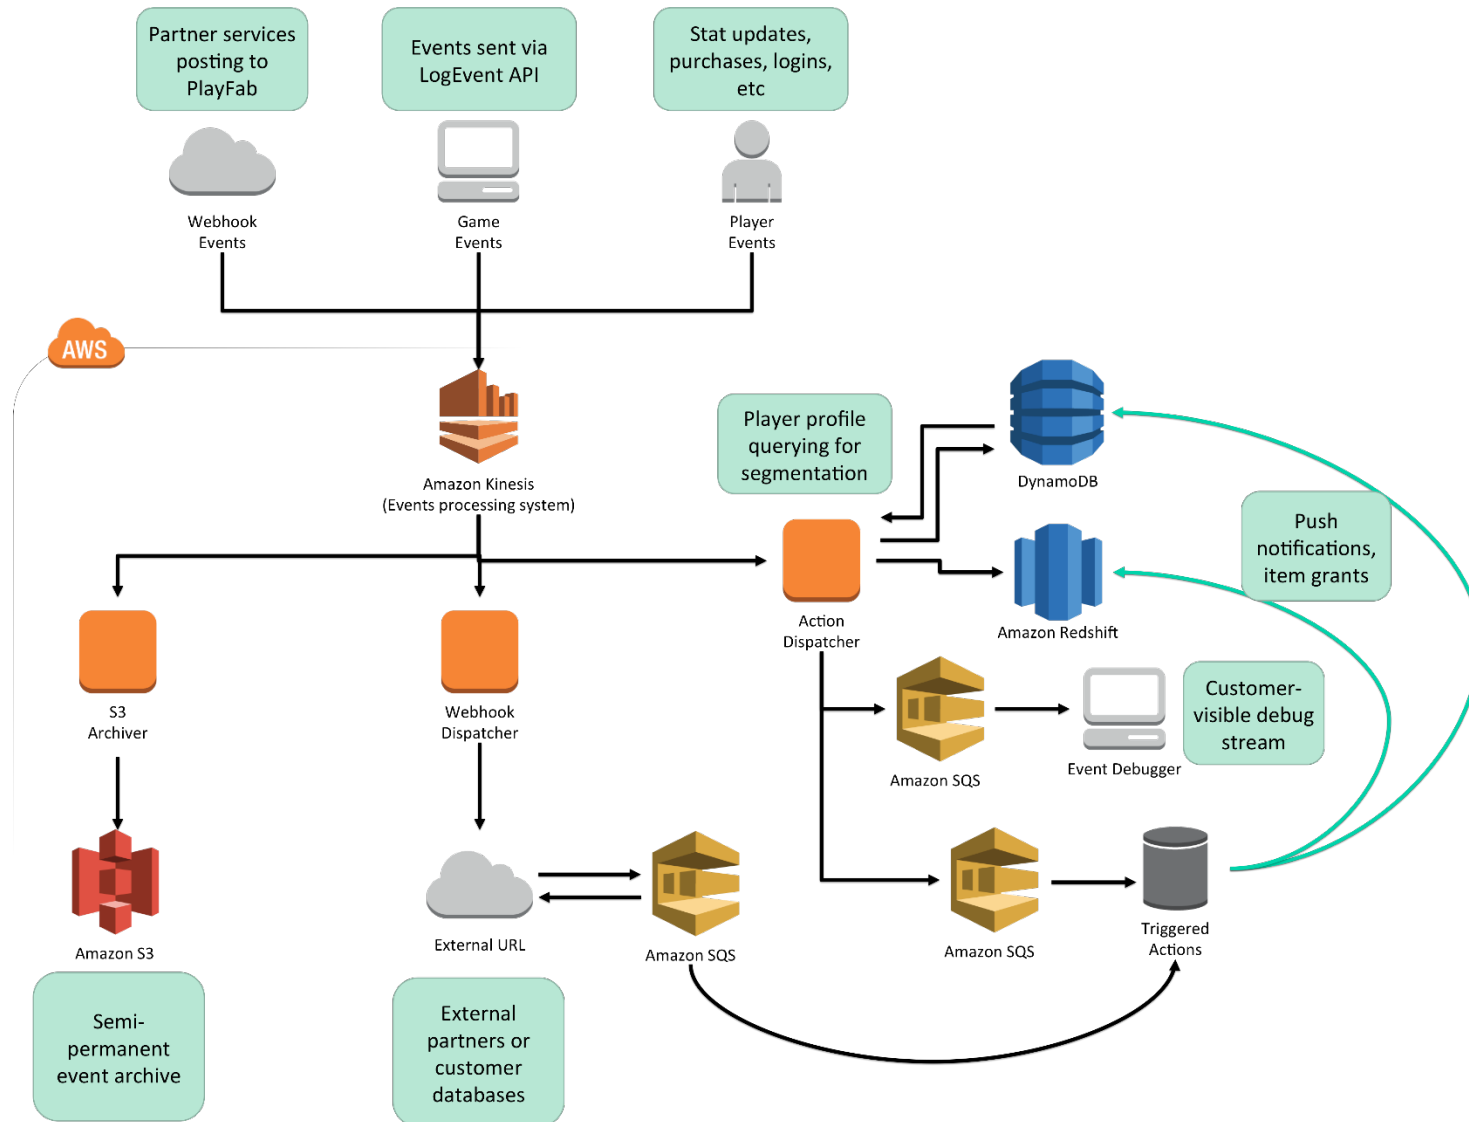 Partner services
posting to
PlayFab
Events sent via
LogEvent API
Stat updates,
purchases, logins,
etc
Webhook
Events
Game
Events
Player
Events
AWS
Amazon Kinesis
(Events processing system)
Player profile
querying for
segmentation
DynamoDB
Push
notifications,
item grants
Action
Dispatcher
Amazon Redshift
S3
Archiver
Webhook
Dispatcher
Amazon SQS
Event Debugger
Customer-
visible debug
stream
Amazon S3
External URL
Amazon SQS
Amazon SQS
Triggered
Actions
Semi-
permanent
event archive
External
partners or
customer
databases